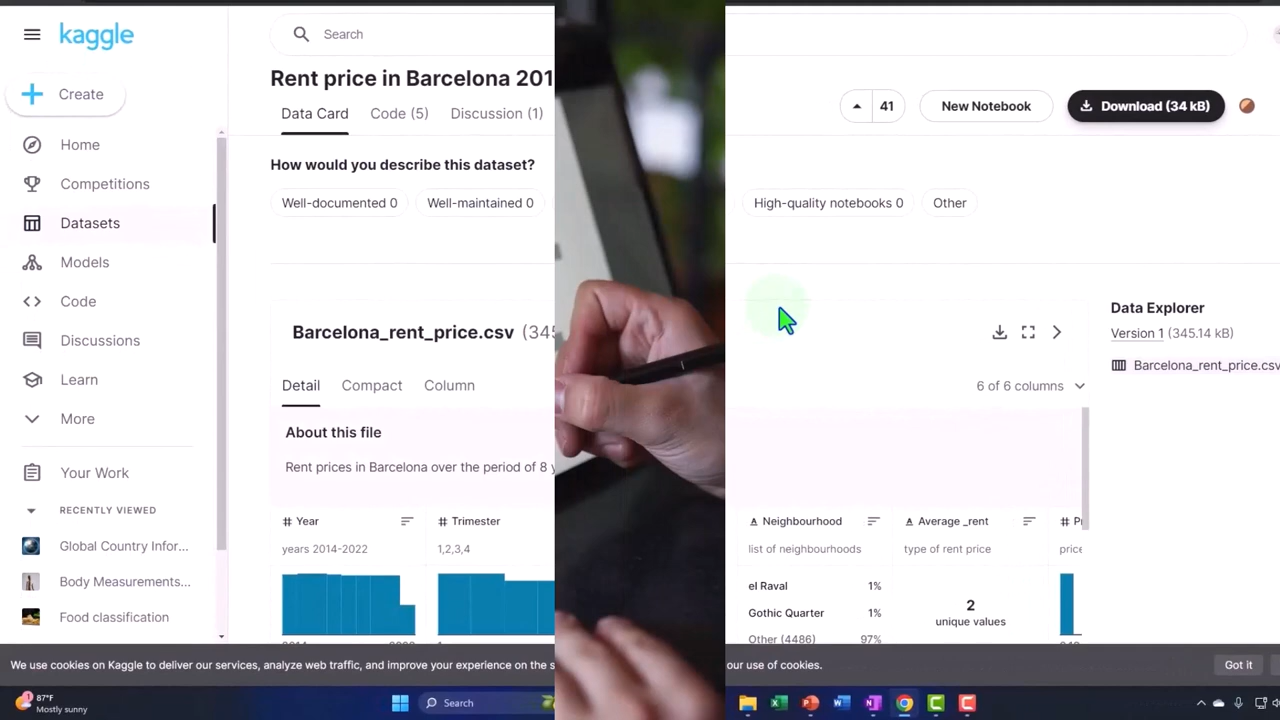 kaggle
Search
Create
Rent price in Barcelona 201
41
New Notebook
Download (34 kB)
Data Card
Code (5)
Discussion (1)
Home
Competitions
Datasets
Models
Code
Discussions
Learn
More
Your Work
RECENTLY VIEWED
Global Country Infor...
Body Measurements...
Food classification
How would you describe this dataset?
Well-documented 0
Well-maintained 0
High-quality notebooks 0
Other
Barcelona_rent_price.csv (345
Detail
Compact
Column
6 of 6 columns
About this file
Rent prices in Barcelona over the period of 8
# Year
# Trimester
A Neighbourhood
A Average _rent
years 2014-2022
1,2,3,4
list of neighbourhoods
type of rent price
price
el Raval 1%
Gothic Quarter 1%
Other (4486) 97%
2
unique values
Data Explorer
Version 1 (345.14 kB)
Barcelona_rent_price.csv
We use cookies on Kaggle to deliver our services, analyze web traffic, and improve your experience on the s
our use of cookies.
Got it
1
87°F
Mostly sunny
Search